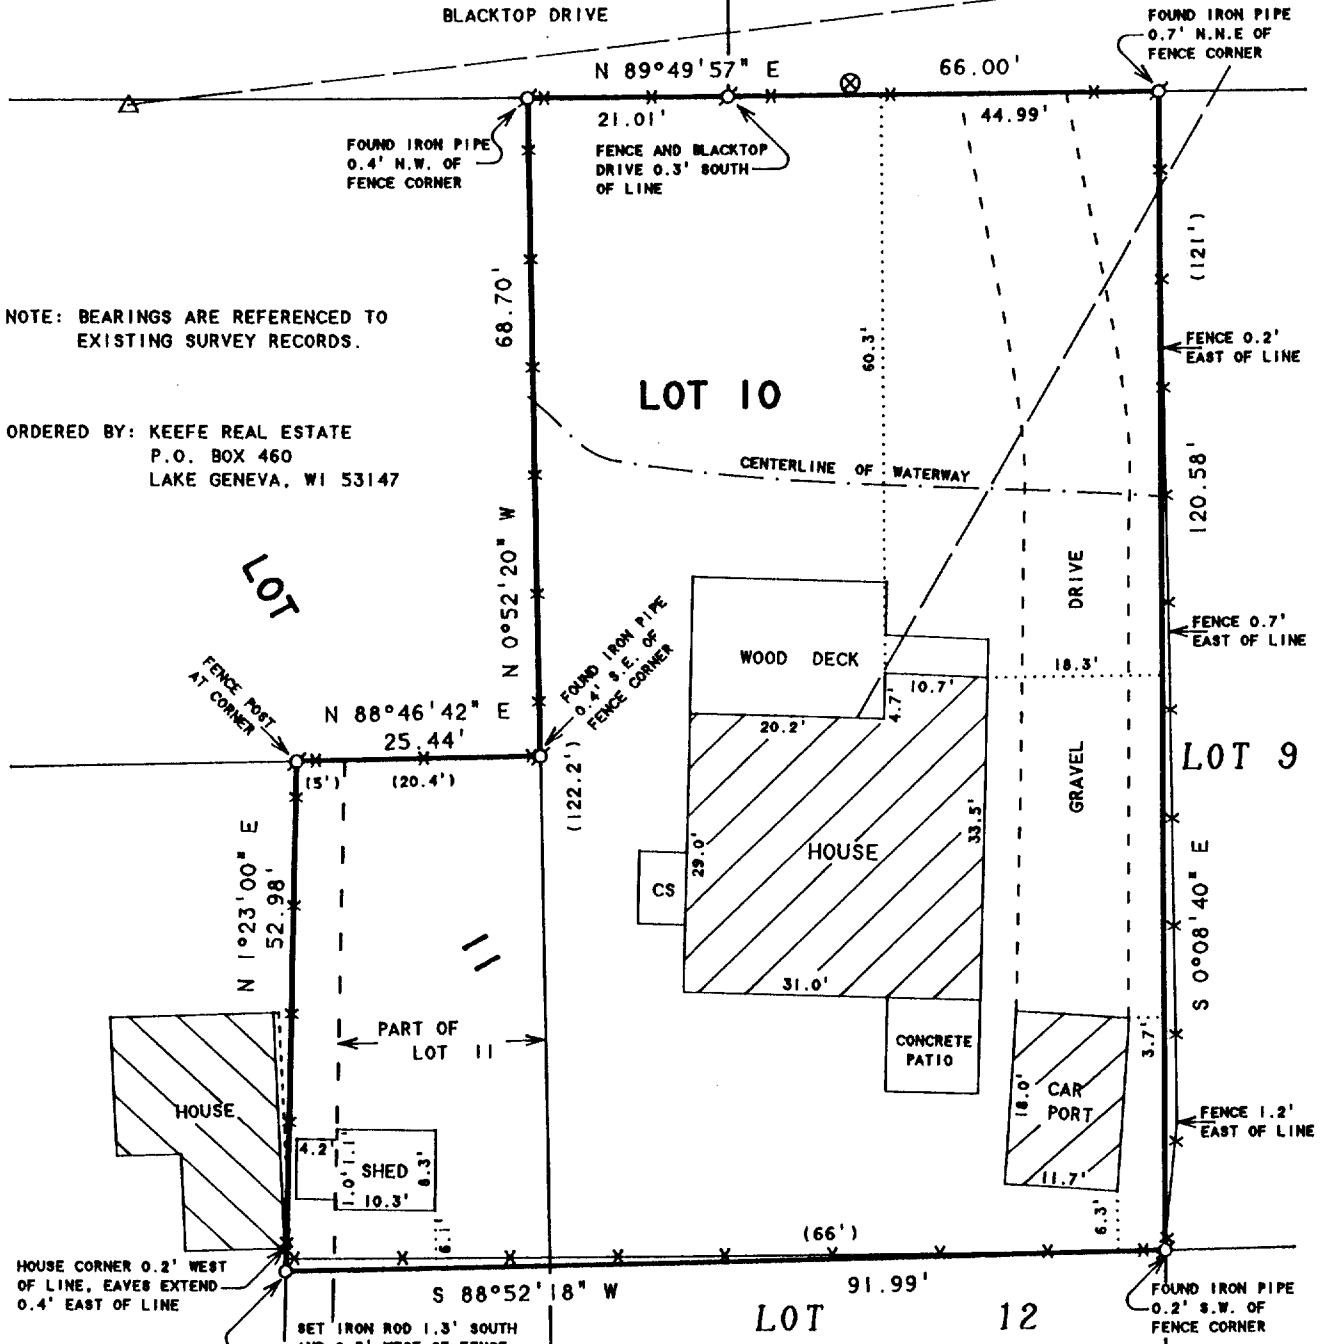 BLACKTOP DRIVE
FOUND IRON PIPE
0.7' N.N.E OF
FENCE CORNER
N 89°49'57" E
66.00'
21.01'
44.99'
FOUND IRON PIPE
0.4' N.W. OF
FENCE CORNER
FENCE AND BLACKTOP
DRIVE 0.3' SOUTH
OF LINE
(121')
68.70'
NOTE: BEARINGS ARE REFERENCED TO
EXISTING SURVEY RECORDS.
60.3'
FENCE 0.2'
EAST OF LINE
LOT 10
ORDERED BY: KEEFE REAL ESTATE
P.O. BOX 460
LAKE GENEVA, WI 53147
CENTERLINE OF WATERWAY
120.58'
N 0°52'20" W
LOT
DRIVE
FENCE 0.7'
EAST OF LINE
FOUND IRON PIPE
0.4' S.E. OF
FENCE CORNER
WOOD DECK
18.3'
10.7'
4.7'
20.2'
FENCE POST
AT CORNER
N 88°46'42" E
25.44'
(5')
(20.4')
(122.2')
LOT 9
GRAVEL
33.5'
HOUSE
29.0'
CS
N 1°23'00" E
52.98'
S 0°08'40" E
11
31.0'
PART OF
LOT 11
CONCRETE
PATIO
3.7'
18.0'
CAR
PORT
11.7'
FENCE 1.2'
EAST OF LINE
HOUSE
4.2'
1.1'
1.0'
SHED
8.3'
10.3'
6.1'
6.3'
(66')
HOUSE CORNER 0.2' WEST
OF LINE, EAVES EXTEND
0.4' EAST OF LINE
S 88°52'18" W
91.99'
FOUND IRON PIPE
0.2' S.W. OF
FENCE CORNER
LOT 12
SET IRON ROD 1.3' SOUTH